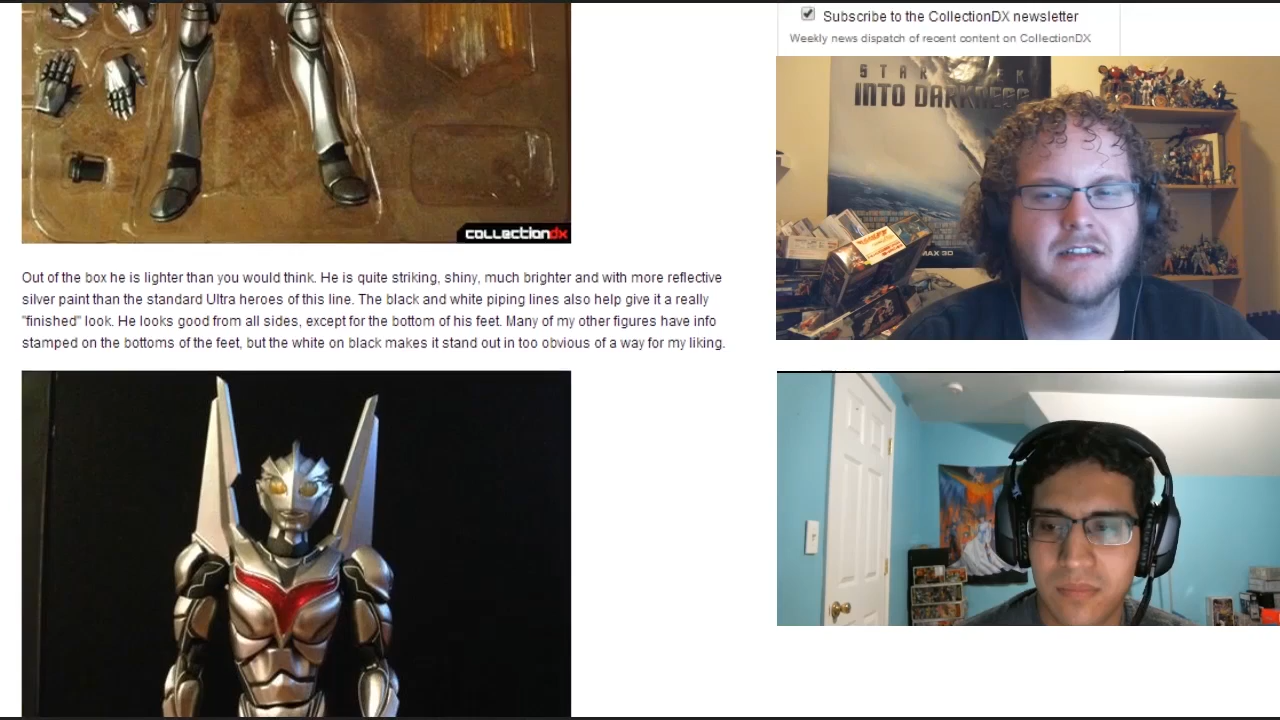 Subscribe to the CollectionDX newsletter
Weekly news dispatch of recent content on CollectionDX
STAR TREK
INTO DARKNESS
IMAX 3D
collectiondx
Out of the box he is lighter than you would think. He is quite striking, shiny, much brighter and with more reflective
silver paint than the standard Ultra heroes of this line. The black and white piping lines also help give it a really
"finished" look. He looks good from all sides, except for the bottom of his feet. Many of my other figures have info
stamped on the bottoms of the feet, but the white on black makes it stand out in too obvious of a way for my liking.